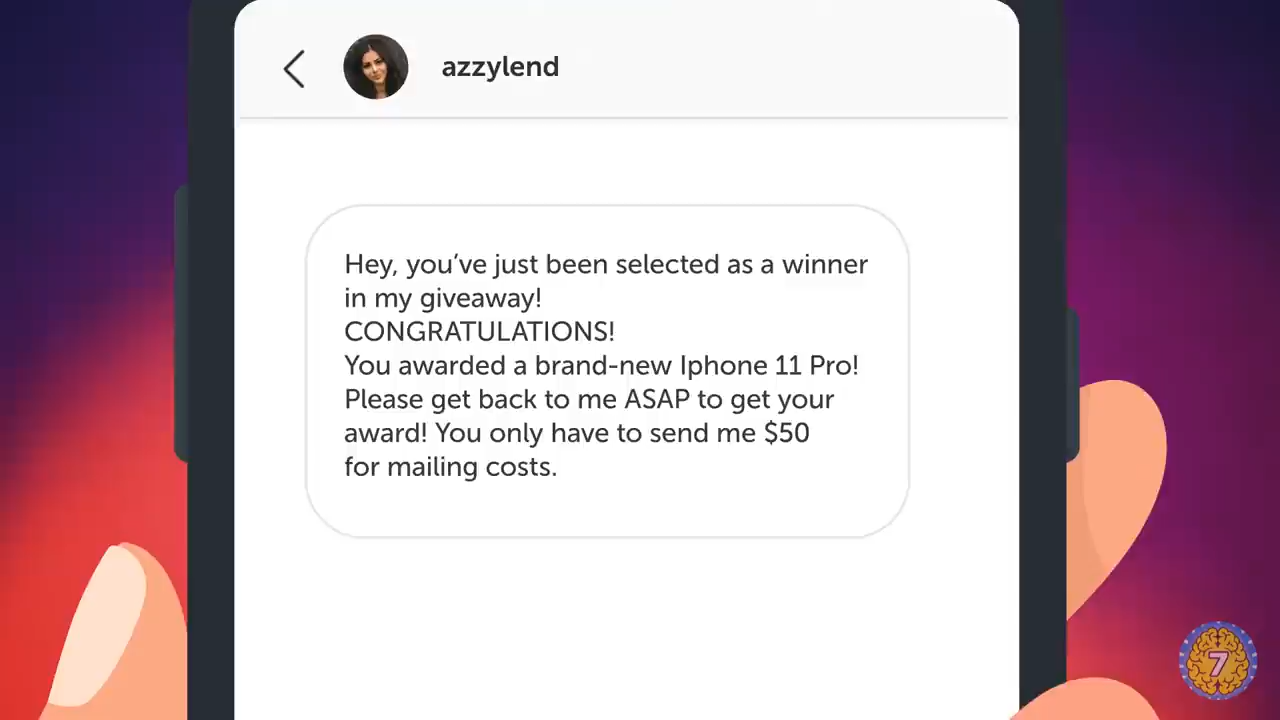 azzylend
Hey, you’ve just been selected as a winner
in my giveaway!
CONGRATULATIONS!
You awarded a brand-new Iphone 11 Pro!
Please get back to me ASAP to get your
award! You only have to send me $50
for mailing costs.
7